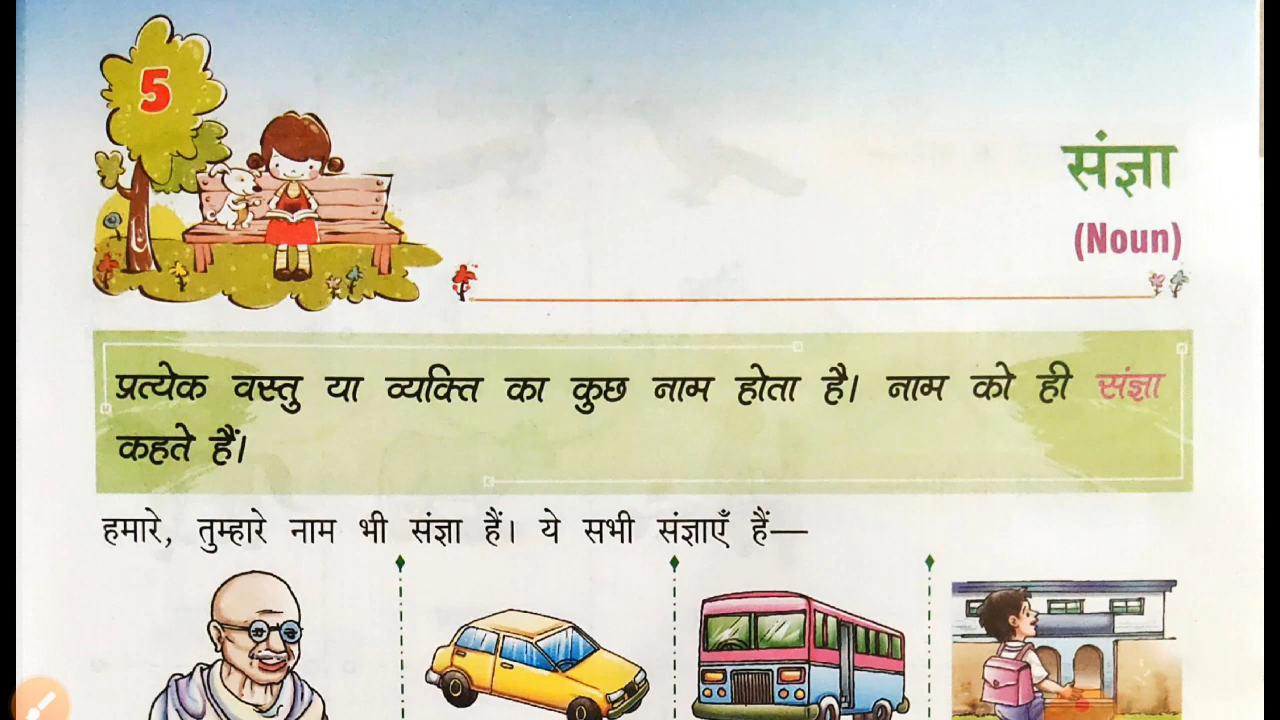 5
संज्ञा
(Noun)
प्रत्येक वस्तु या व्यक्ति का कुछ नाम होता है। नाम को ही संज्ञा
कहते हैं।
हमारे, तुम्हारे नाम भी संज्ञा हैं। ये सभी संज्ञाएँ हैं—